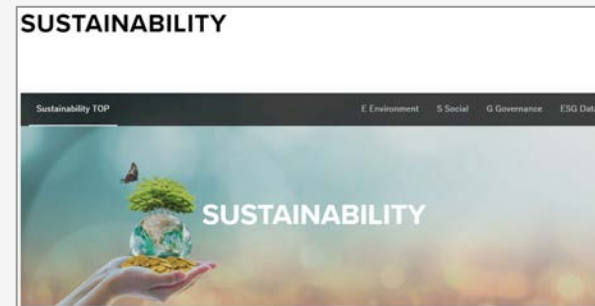 SUSTAINABILITY
Sustainability TOP E Environment S Social G Governance ESG Data
SUSTAINABILITY